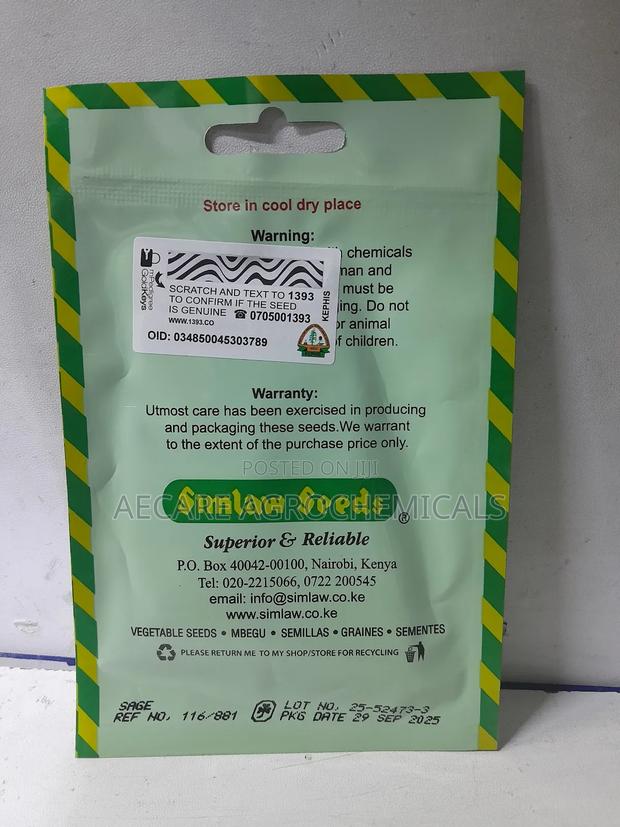 Store in cool dry place
Warning:
chemicals
man and
must be
ing. Do not
or animal
of children.
mPedigree
GoldKeys
SCRATCH AND TEXT TO 1393
TO CONFIRM IF THE SEED
IS GENUINE ☎ 0705001393
WWW.1393.CO
KEPHIS
OID: 034850045303789
Warranty:
Utmost care has been exercised in producing
and packaging these seeds.We warrant
to the extent of the purchase price only.
POSTED ON JIJI
AECARE AGROCHEMICALS
Simlaw Seeds ®
Superior & Reliable
P.O. Box 40042-00100, Nairobi, Kenya
Tel: 020-2215066, 0722 200545
email: info@simlaw.co.ke
www.simlaw.co.ke
VEGETABLE SEEDS • MBEGU • SEMILLAS • GRAINES • SEMENTES
PLEASE RETURN ME TO MY SHOP/STORE FOR RECYCLING
SAGE
REF NO. 116/881
LOT NO. 25-52473-3
PKG DATE 29 SEP 2025